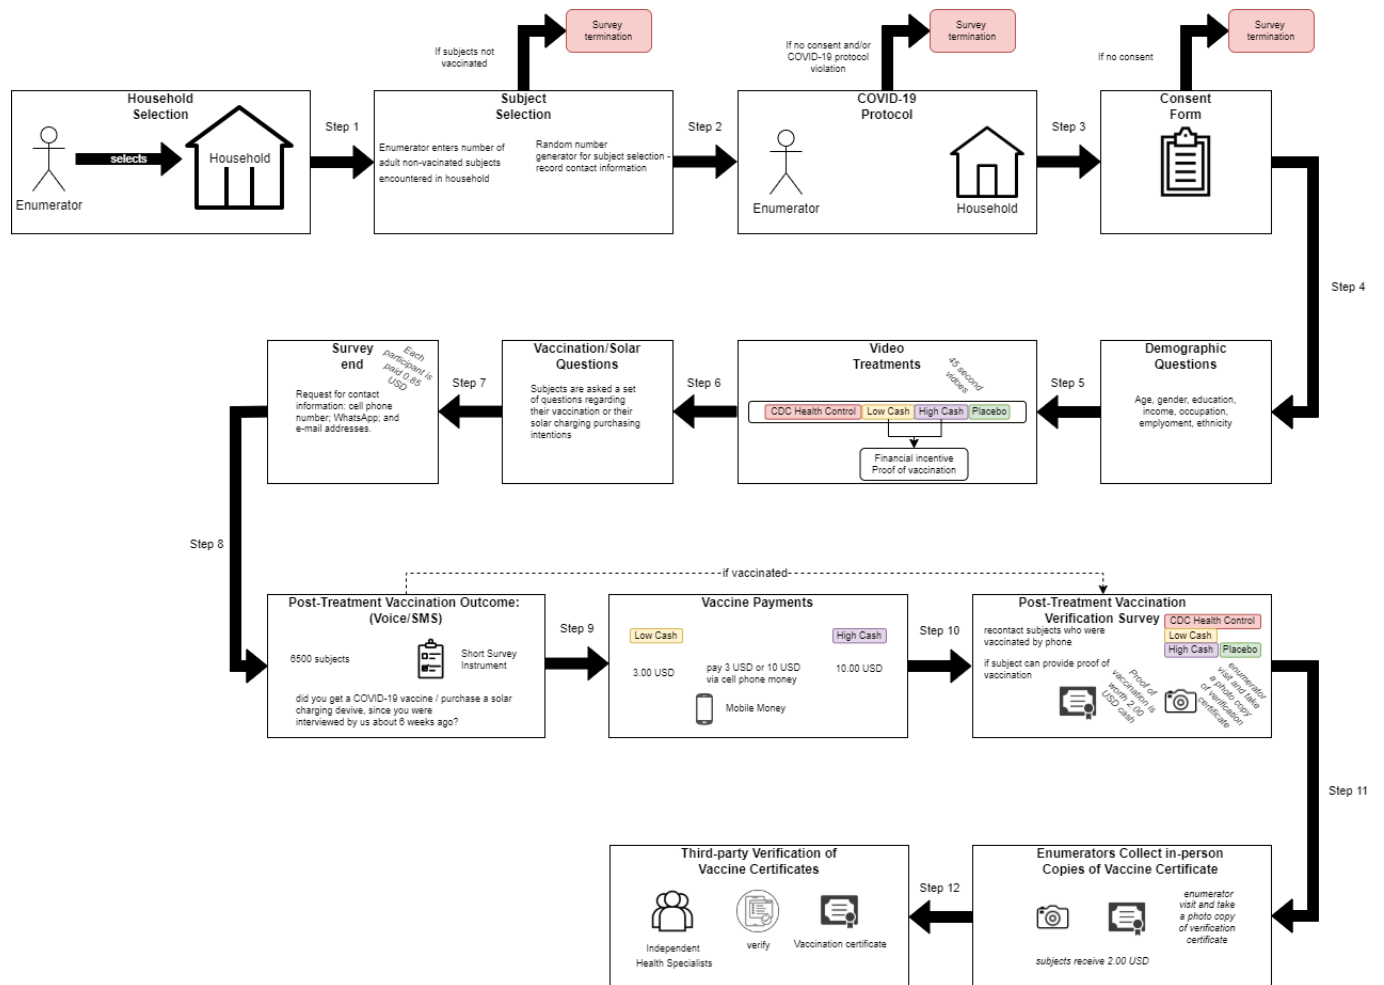 Survey
termination
If subjects not
vaccinated
Survey
termination
If no consent and/or
COVID-19 protocol
violation
Survey
termination
If no consent
Household
Selection
Enumerator
selects
Household
Step 1
Subject
Selection
Enumerator enters number of
adult non-vacinated subjects
encountered in household
Random number
generator for subject selection -
record contact information
Step 2
COVID-19
Protocol
Enumerator
Household
Step 3
Consent
Form
Step 4
Demographic
Questions
Age, gender, education,
income, occupation,
emplyoment, ethnicity
Step 5
Video
Treatments
45 second
vidoes
CDC Health Control
Low Cash
High Cash
Placebo
Financial incentive
Proof of vaccination
Step 6
Vaccination/Solar
Questions
Subjects are asked a set
of questions regarding
their vaccination or their
solar charging purchasing
intentions
Step 7
Survey
end
Each
participant is
paid 0.85
USD
Request for contact
information: cell phone
number; WhatsApp; and
e-mail addresses.
Step 8
if vaccinated
Post-Treatment Vaccination Outcome:
(Voice/SMS)
6500 subjects
Short Survey
Instrument
did you get a COVID-19 vaccine / purchase a solar
charging devive, since you were
interviewed by us about 6 weeks ago?
Step 9
Vaccine Payments
Low Cash
High Cash
3.00 USD
pay 3 USD or 10 USD
via cell phone money
10.00 USD
Mobile Money
Step 10
Post-Treatment Vaccination
Verification Survey
CDC Health Control
Low Cash
High Cash
Placebo
recontact subjects who were
vaccinated by phone
if subject can provide proof of
vaccination
Proof of
vaccination is
worth 2.00
USD cash
enumerator
visit and take
a photo copy
of verification
certificate
Step 11
Enumerators Collect in-person
Copies of Vaccine Certificate
enumerator
visit and take
a photo copy
of verification
certificate
subjects receive 2.00 USD
Step 12
Third-party Verification of
Vaccine Certificates
Independent
Health Specialists
verify
Vaccination certificate